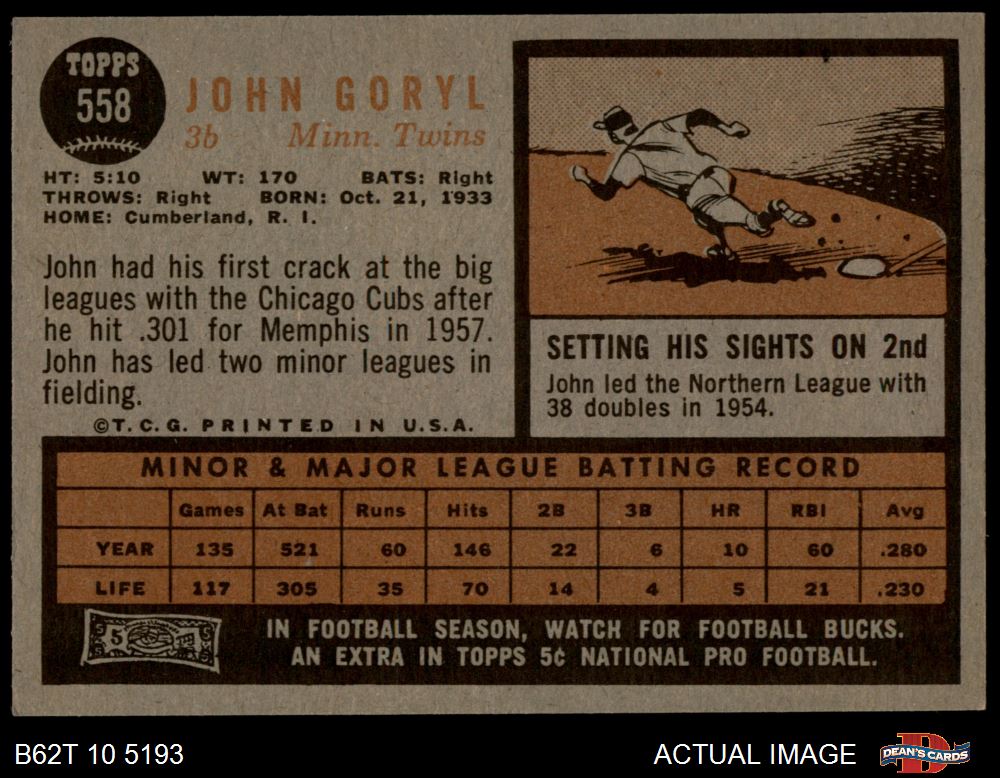 TOPPS
558
JOHN GORYL
3b Minn. Twins
HT: 5:10 WT: 170 BATS: Right
THROWS: Right BORN: Oct. 21, 1933
HOME: Cumberland, R. I.
John had his first crack at the big
leagues with the Chicago Cubs after
he hit .301 for Memphis in 1957.
John has led two minor leagues in
fielding.
©T. C. G. PRINTED IN U.S.A.
SETTING HIS SIGHTS ON 2nd
John led the Northern League with
38 doubles in 1954.
MINOR & MAJOR LEAGUE BATTING RECORD
Games At Bat Runs Hits 2B 3B HR RBI Avg
YEAR 135 521 60 146 22 6 10 60 .280
LIFE 117 305 35 70 14 4 5 21 .230
5
IN FOOTBALL SEASON, WATCH FOR FOOTBALL BUCKS.
AN EXTRA IN TOPPS 5¢ NATIONAL PRO FOOTBALL.
B62T 10 5193
ACTUAL IMAGE
DEAN'S CARDS